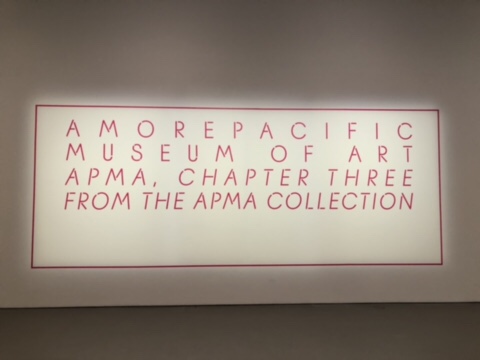 AMOREPACIFIC
MUSEUM OF ART
APMA, CHAPTER THREE
FROM THE APMA COLLECTION